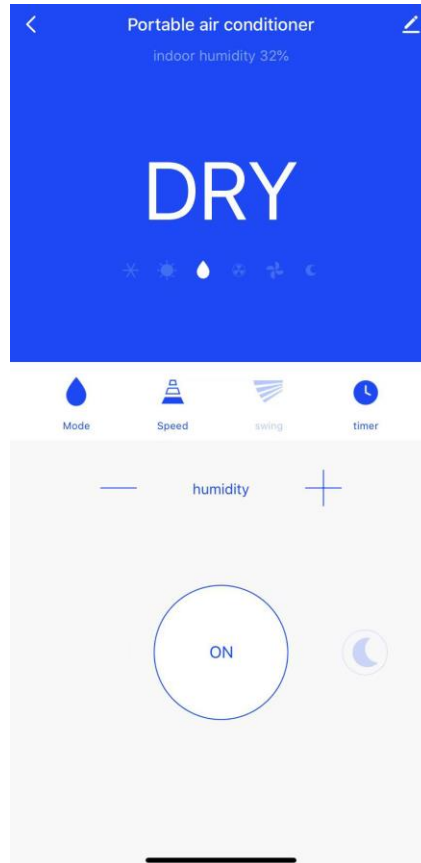 Portable air conditioner
indoor humidity 32%
DRY
Mode Speed swing timer
humidity
ON